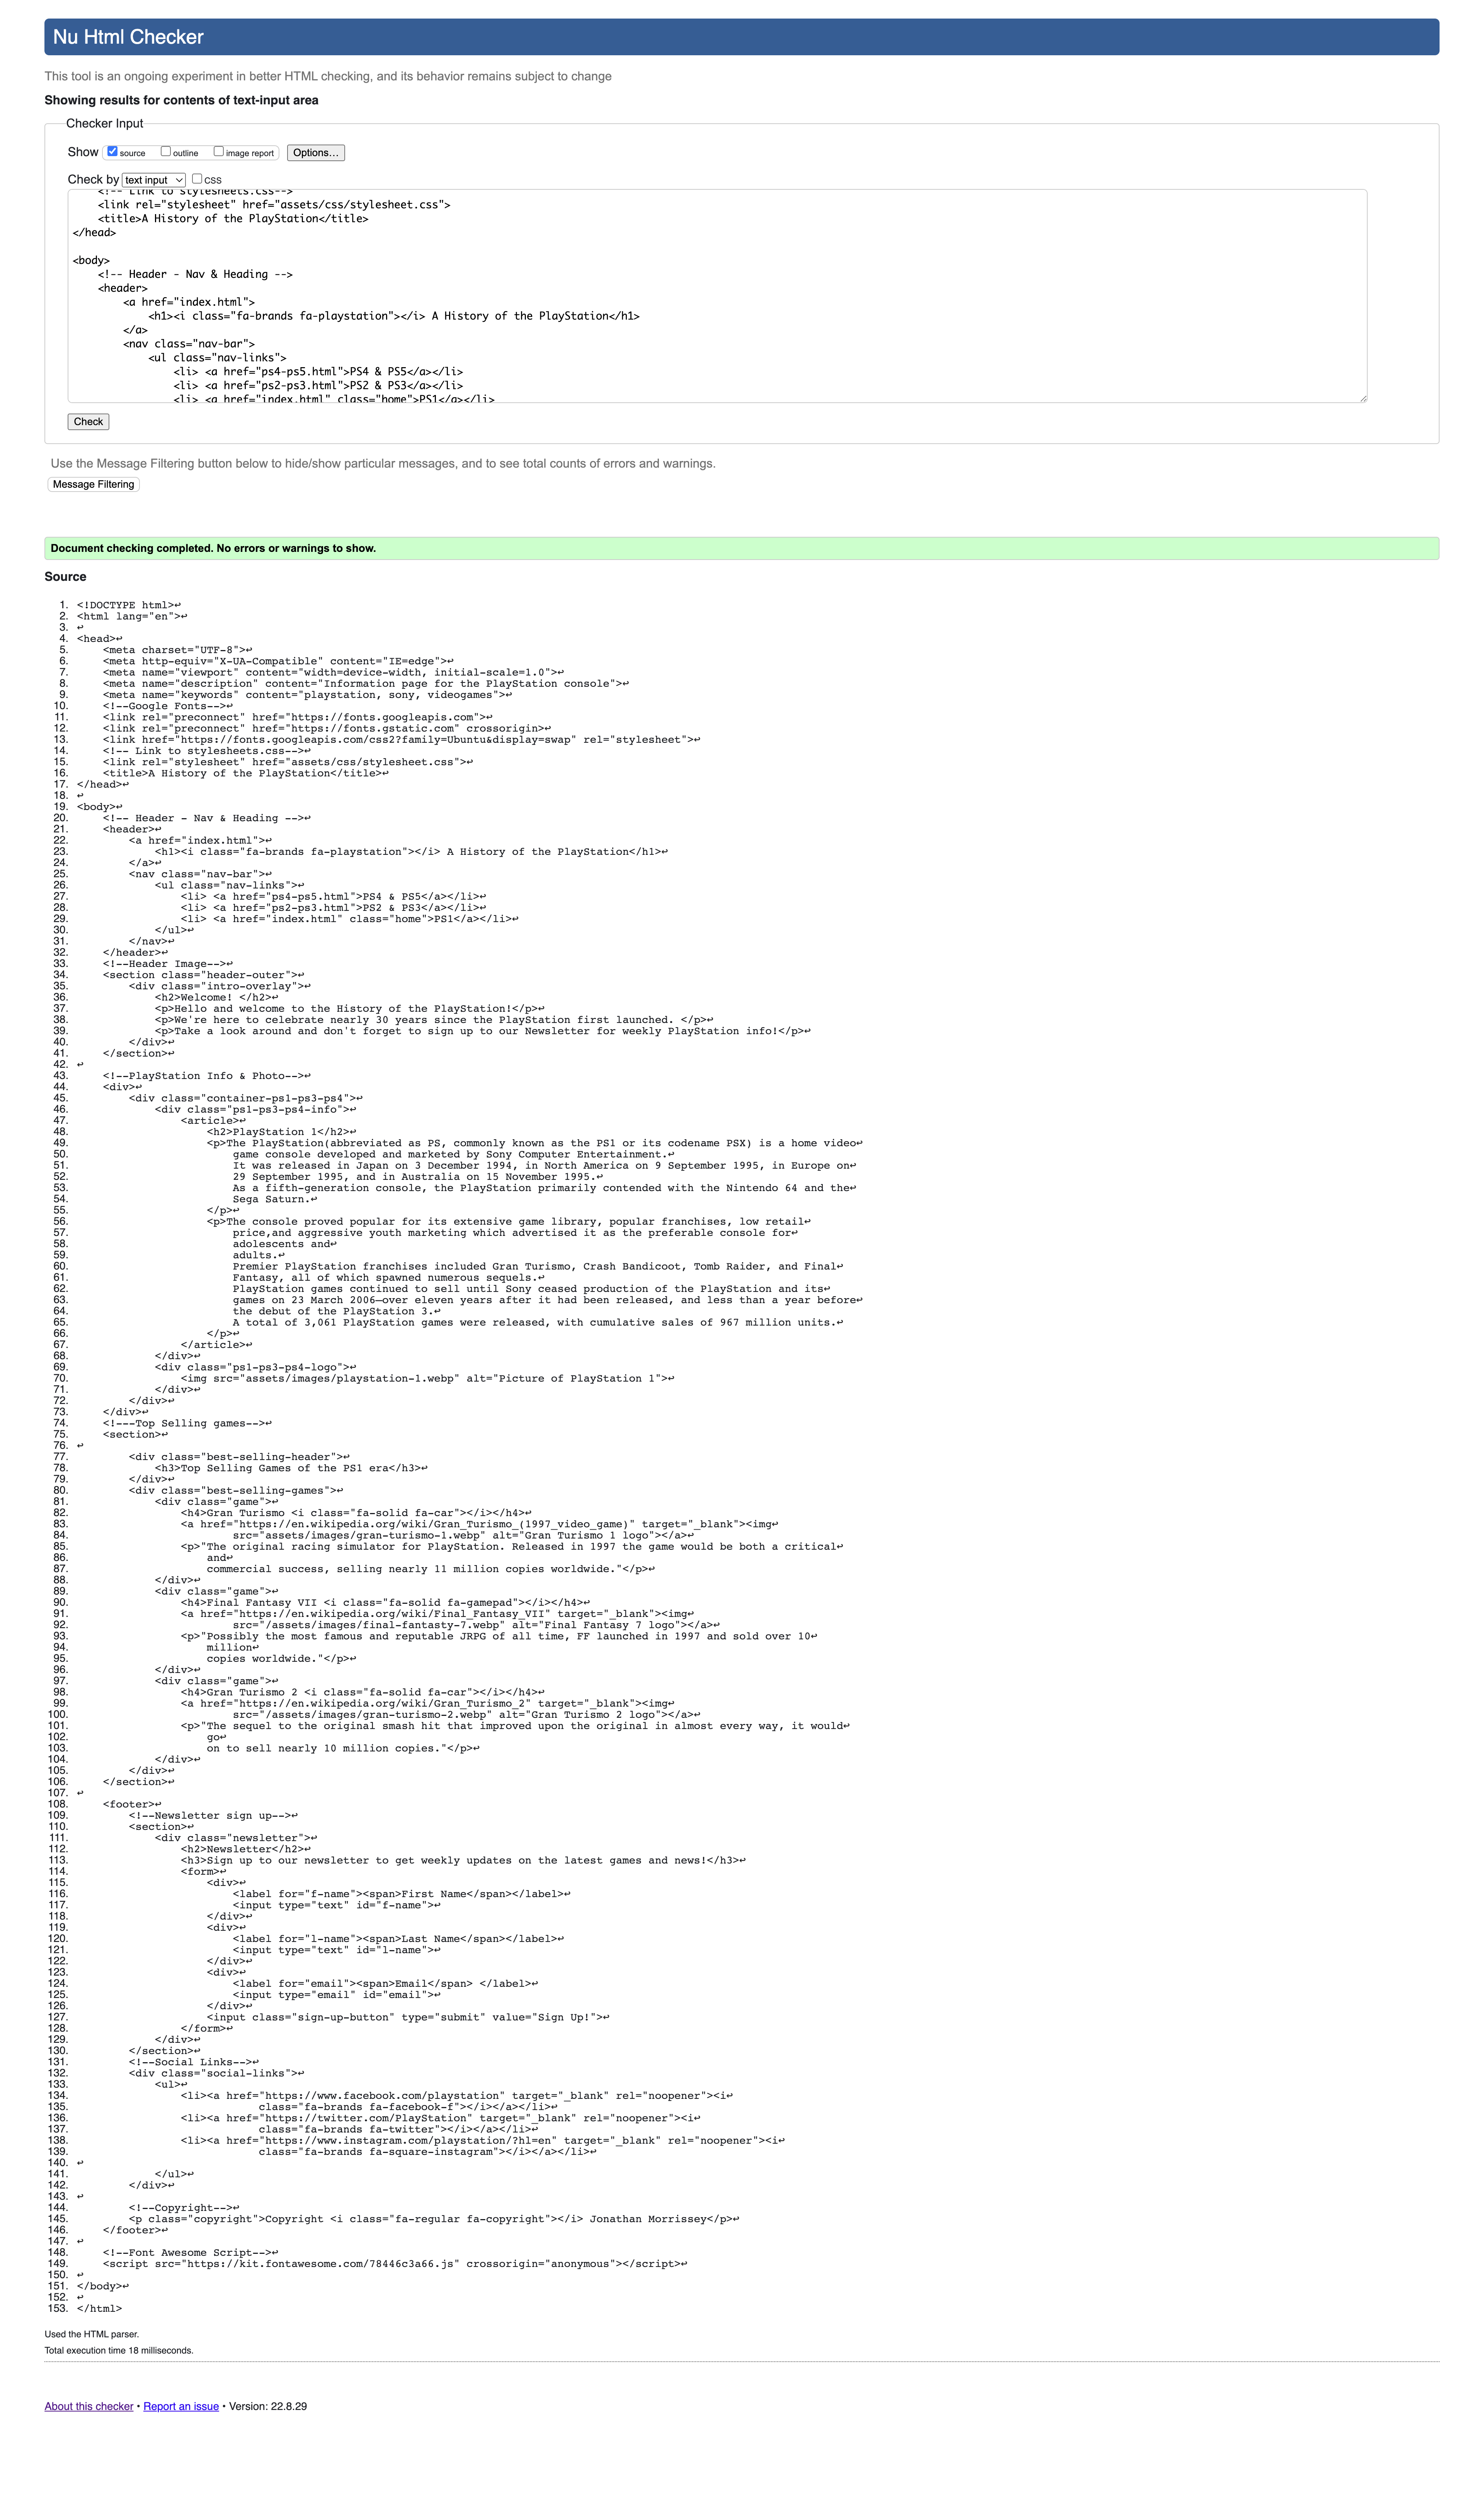 Nu Html Checker
This tool is an ongoing experiment in better HTML checking, and its behavior remains subject to change
Showing results for contents of text-input area
Checker Input
Show source outline image report Options...
Check by text input css
<!-- Link to stylesheets.css-->
<link rel="stylesheet" href="assets/css/stylesheet.css">
<title>A History of the PlayStation</title>
</head>
<body>
<!-- Header - Nav & Heading -->
<header>
<a href="index.html">
<h1><i class="fa-brands fa-playstation"></i> A History of the PlayStation</h1>
</a>
<nav class="nav-bar">
<ul class="nav-links">
<li> <a href="ps4-ps5.html">PS4 & PS5</a></li>
<li> <a href="ps2-ps3.html">PS2 & PS3</a></li>
<li> <a href="index.html" class="home">PS1</a></li>
Check
Use the Message Filtering button below to hide/show particular messages, and to see total counts of errors and warnings.
Message Filtering
Document checking completed. No errors or warnings to show.
Source
1. <!DOCTYPE html>↩
2. <html lang="en">↩
3. ↩
4. <head>↩
5. <meta charset="UTF-8">↩
6. <meta http-equiv="X-UA-Compatible" content="IE=edge">↩
7. <meta name="viewport" content="width=device-width, initial-scale=1.0">↩
8. <meta name="description" content="Information page for the PlayStation console">↩
9. <meta name="keywords" content="playstation, sony, videogames">↩
10. <!--Google Fonts-->↩
11. <link rel="preconnect" href="https://fonts.googleapis.com">↩
12. <link rel="preconnect" href="https://fonts.gstatic.com" crossorigin>↩
13. <link href="https://fonts.googleapis.com/css2?family=Ubuntu&display=swap" rel="stylesheet">↩
14. <!-- Link to stylesheets.css-->↩
15. <link rel="stylesheet" href="assets/css/stylesheet.css">↩
16. <title>A History of the PlayStation</title>↩
17. </head>↩
18. ↩
19. <body>↩
20. <!-- Header - Nav & Heading -->↩
21. <header>↩
22. <a href="index.html">↩
23. <h1><i class="fa-brands fa-playstation"></i> A History of the PlayStation</h1>↩
24. </a>↩
25. <nav class="nav-bar">↩
26. <ul class="nav-links">↩
27. <li> <a href="ps4-ps5.html">PS4 & PS5</a></li>↩
28. <li> <a href="ps2-ps3.html">PS2 & PS3</a></li>↩
29. <li> <a href="index.html" class="home">PS1</a></li>↩
30. </ul>↩
31. </nav>↩
32. </header>↩
33. <!--Header Image-->↩
34. <section class="header-outer">↩
35. <div class="intro-overlay">↩
36. <h2>Welcome! </h2>↩
37. <p>Hello and welcome to the History of the PlayStation!</p>↩
38. <p>We're here to celebrate nearly 30 years since the PlayStation first launched. </p>↩
39. <p>Take a look around and don't forget to sign up to our Newsletter for weekly PlayStation info!</p>↩
40. </div>↩
41. </section>↩
42. ↩
43. <!--PlayStation Info & Photo-->↩
44. <div>↩
45. <div class="container-ps1-ps3-ps4">↩
46. <div class="ps1-ps3-ps4-info">↩
47. <article>↩
48. <h2>PlayStation 1</h2>↩
49. <p>The PlayStation(abbreviated as PS, commonly known as the PS1 or its codename PSX) is a home video↩
50. game console developed and marketed by Sony Computer Entertainment.↩
51. It was released in Japan on 3 December 1994, in North America on 9 September 1995, in Europe on↩
52. 29 September 1995, and in Australia on 15 November 1995.↩
53. As a fifth-generation console, the PlayStation primarily contended with the Nintendo 64 and the↩
54. Sega Saturn.↩
55. </p>↩
56. <p>The console proved popular for its extensive game library, popular franchises, low retail↩
57. price,and aggressive youth marketing which advertised it as the preferable console for↩
58. adolescents and↩
59. adults.↩
60. Premier PlayStation franchises included Gran Turismo, Crash Bandicoot, Tomb Raider, and Final↩
61. Fantasy, all of which spawned numerous sequels.↩
62. PlayStation games continued to sell until Sony ceased production of the PlayStation and its↩
63. games on 23 March 2006—over eleven years after it had been released, and less than a year before↩
64. the debut of the PlayStation 3.↩
65. A total of 3,061 PlayStation games were released, with cumulative sales of 967 million units.↩
66. </p>↩
67. </article>↩
68. </div>↩
69. <div class="ps1-ps3-ps4-logo">↩
70. <img src="assets/images/playstation-1.webp" alt="Picture of PlayStation 1">↩
71. </div>↩
72. </div>↩
73. </div>↩
74. <!---Top Selling games-->↩
75. <section>↩
76. ↩
77. <div class="best-selling-header">↩
78. <h3>Top Selling Games of the PS1 era</h3>↩
79. </div>↩
80. <div class="best-selling-games">↩
81. <div class="game">↩
82. <h4>Gran Turismo <i class="fa-solid fa-car"></i></h4>↩
83. <a href="https://en.wikipedia.org/wiki/Gran_Turismo_(1997_video_game)" target="_blank"><img↩
84. src="assets/images/gran-turismo-1.webp" alt="Gran Turismo 1 logo"></a>↩
85. <p>"The original racing simulator for PlayStation. Released in 1997 the game would be both a critical↩
86. and↩
87. commercial success, selling nearly 11 million copies worldwide."</p>↩
88. </div>↩
89. <div class="game">↩
90. <h4>Final Fantasy VII <i class="fa-solid fa-gamepad"></i></h4>↩
91. <a href="https://en.wikipedia.org/wiki/Final_Fantasy_VII" target="_blank"><img↩
92. src="/assets/images/final-fantasty-7.webp" alt="Final Fantasy 7 logo"></a>↩
93. <p>"Possibly the most famous and reputable JRPG of all time, FF launched in 1997 and sold over 10↩
94. million↩
95. copies worldwide."</p>↩
96. </div>↩
97. <div class="game">↩
98. <h4>Gran Turismo 2 <i class="fa-solid fa-car"></i></h4>↩
99. <a href="https://en.wikipedia.org/wiki/Gran_Turismo_2" target="_blank"><img↩
100. src="/assets/images/gran-turismo-2.webp" alt="Gran Turismo 2 logo"></a>↩
101. <p>"The sequel to the original smash hit that improved upon the original in almost every way, it would↩
102. go↩
103. on to sell nearly 10 million copies."</p>↩
104. </div>↩
105. </div>↩
106. </section>↩
107. ↩
108. <footer>↩
109. <!--Newsletter sign up-->↩
110. <section>↩
111. <div class="newsletter">↩
112. <h2>Newsletter</h2>↩
113. <h3>Sign up to our newsletter to get weekly updates on the latest games and news!</h3>↩
114. <form>↩
115. <div>↩
116. <label for="f-name"><span>First Name</span></label>↩
117. <input type="text" id="f-name">↩
118. </div>↩
119. <div>↩
120. <label for="l-name"><span>Last Name</span></label>↩
121. <input type="text" id="l-name">↩
122. </div>↩
123. <div>↩
124. <label for="email"><span>Email</span> </label>↩
125. <input type="email" id="email">↩
126. </div>↩
127. <input class="sign-up-button" type="submit" value="Sign Up!">↩
128. </form>↩
129. </div>↩
130. </section>↩
131. <!--Social Links-->↩
132. <div class="social-links">↩
133. <ul>↩
134. <li><a href="https://www.facebook.com/playstation" target="_blank" rel="noopener"><i↩
135. class="fa-brands fa-facebook-f"></i></a></li>↩
136. <li><a href="https://twitter.com/PlayStation" target="_blank" rel="noopener"><i↩
137. class="fa-brands fa-twitter"></i></a></li>↩
138. <li><a href="https://www.instagram.com/playstation/?hl=en" target="_blank" rel="noopener"><i↩
139. class="fa-brands fa-square-instagram"></i></a></li>↩
140. ↩
141. </ul>↩
142. </div>↩
143. ↩
144. <!--Copyright-->↩
145. <p class="copyright">Copyright <i class="fa-regular fa-copyright"></i> Jonathan Morrissey</p>↩
146. </footer>↩
147. ↩
148. <!--Font Awesome Script-->↩
149. <script src="https://kit.fontawesome.com/78446c3a66.js" crossorigin="anonymous"></script>↩
150. ↩
151. </body>↩
152. ↩
153. </html>
Used the HTML parser.
Total execution time 18 milliseconds.
About this checker • Report an issue • Version: 22.8.29